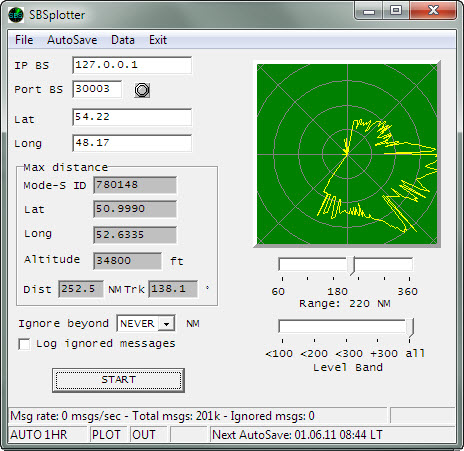 SBSplotter
File AutoSave Data Exit
IP BS 127.0.0.1
Port BS 30003
Lat 54.22
Long 48.17
Max distance
Mode-S ID 780148
Lat 50.9990
Long 52.6335
Altitude 34800 ft
Dist 252.5 NM Trk 138.1 °
Ignore beyond NEVER NM
Log ignored messages
START
60 180 360
Range: 220 NM
<100 <200 <300 +300 all
Level Band
Msg rate: 0 msgs/sec - Total msgs: 201k - Ignored msgs: 0
AUTO 1HR PLOT OUT Next AutoSave: 01.06.11 08:44 LT